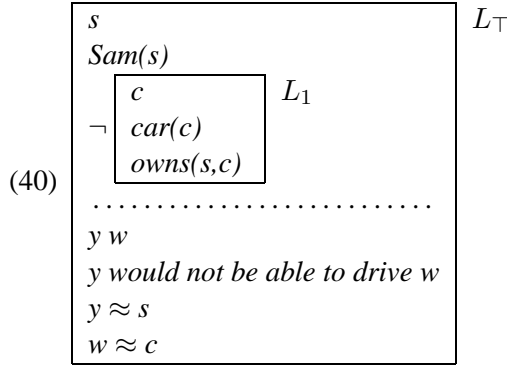 s L⊤
Sam(s)
c L₁
¬ car(c)
owns(s,c)
(40)
. . . . . . . . . . . . . . . . . . . . . . . . . . .
y w
y would not be able to drive w
y ≈ s
w ≈ c